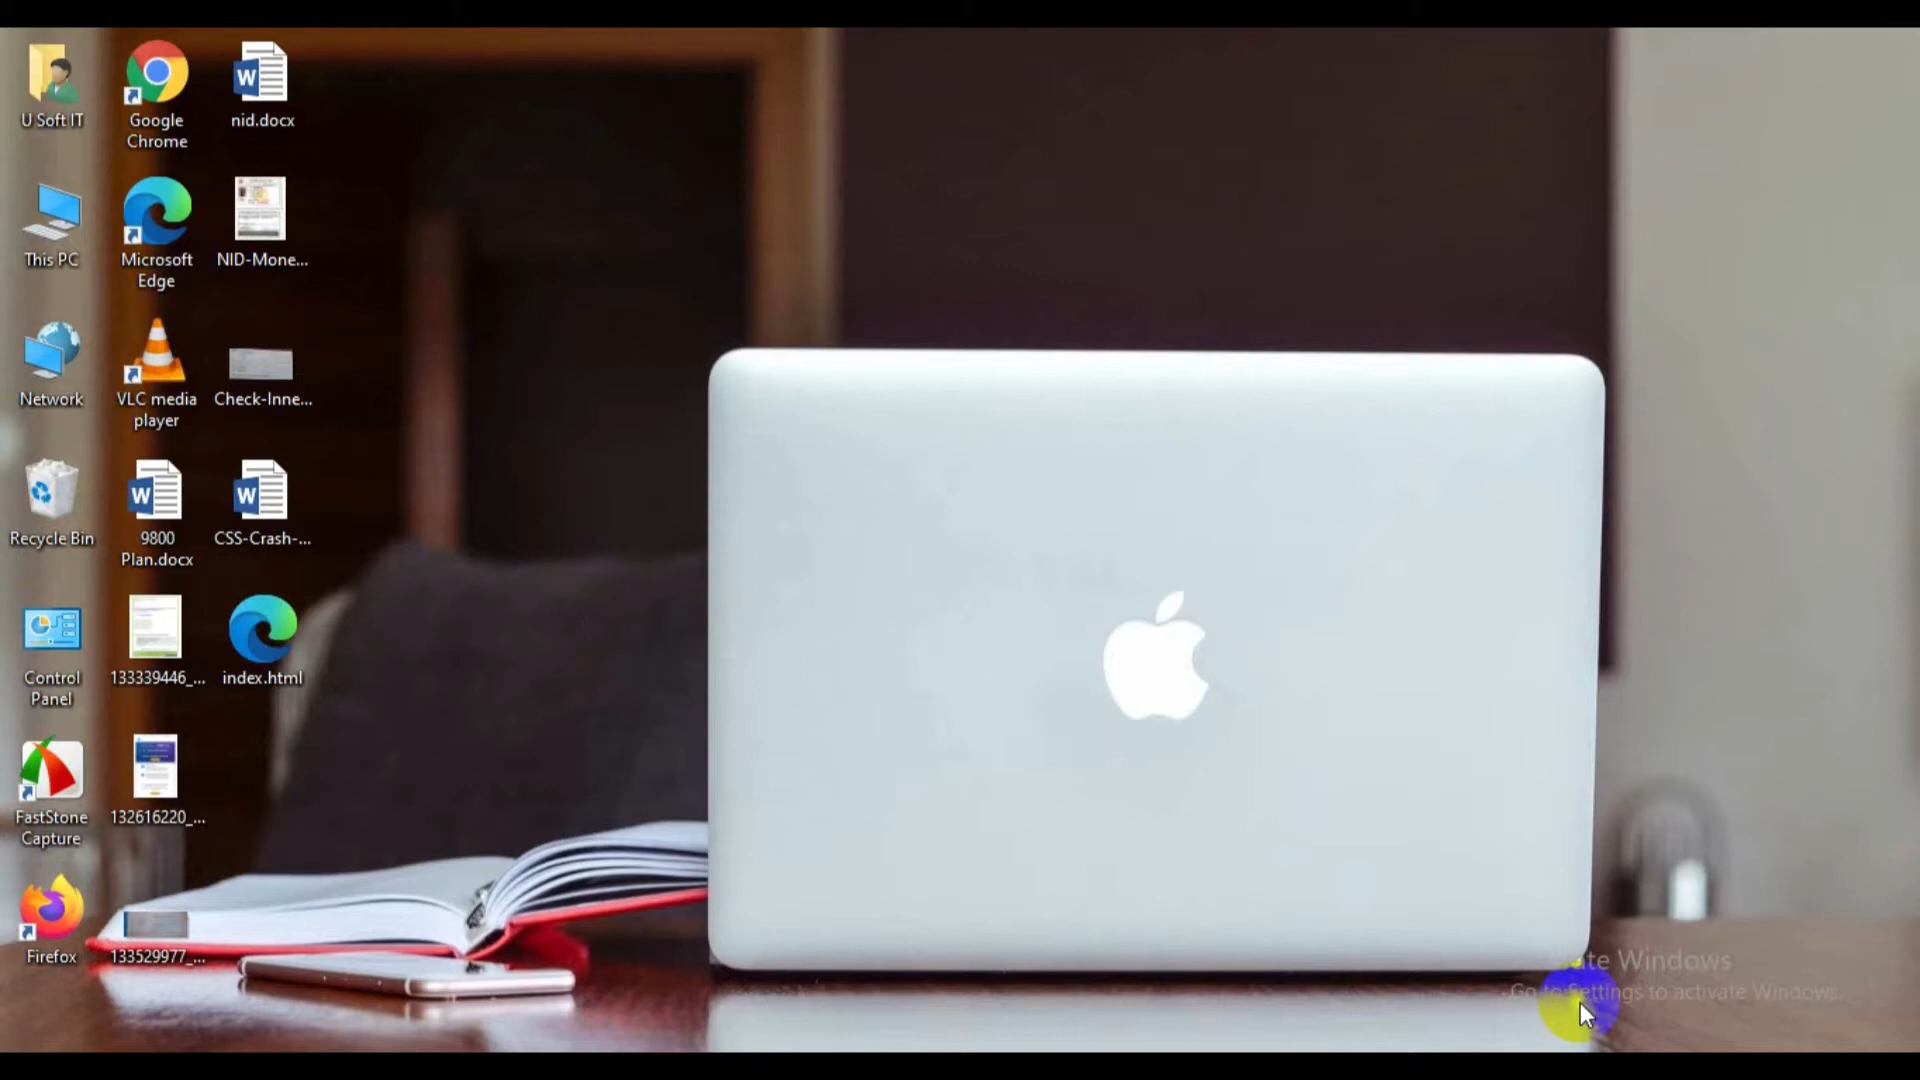 U Soft IT
Google
Chrome
nid.docx
This PC
Microsoft
Edge
NID-Mone...
Network
VLC media
player
Check-Inne...
Recycle Bin
9800
Plan.docx
CSS-Crash-...
Control
Panel
133339446_...
index.html
FastStone
Capture
132616220_...
Firefox
133529977_...
Windows
Go to Settings to activate Windows.